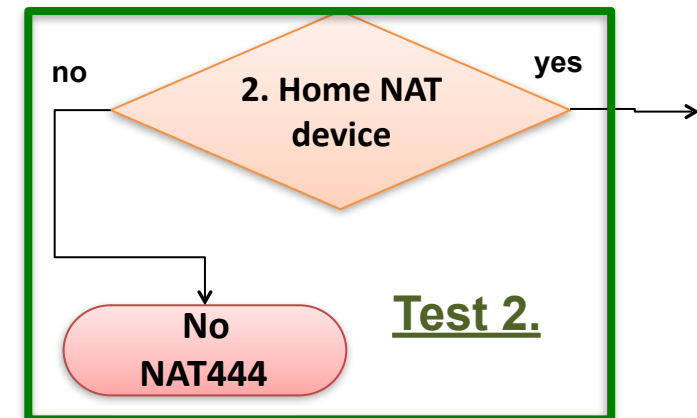 no
yes
2. Home NAT
device
Test 2.
No
NAT444